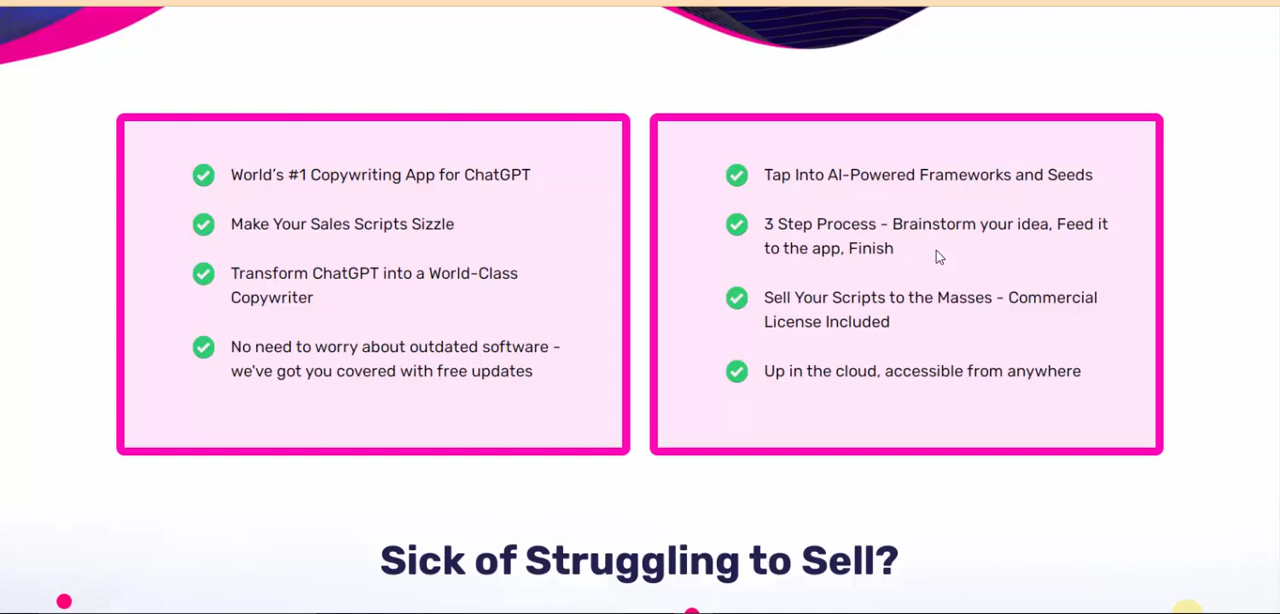 World's #1 Copywriting App for ChatGPT
Make Your Sales Scripts Sizzle
Transform ChatGPT into a World-Class
Copywriter
No need to worry about outdated software -
we've got you covered with free updates
Tap Into AI-Powered Frameworks and Seeds
3 Step Process - Brainstorm your idea, Feed it
to the app, Finish
Sell Your Scripts to the Masses - Commercial
License Included
Up in the cloud, accessible from anywhere
Sick of Struggling to Sell?